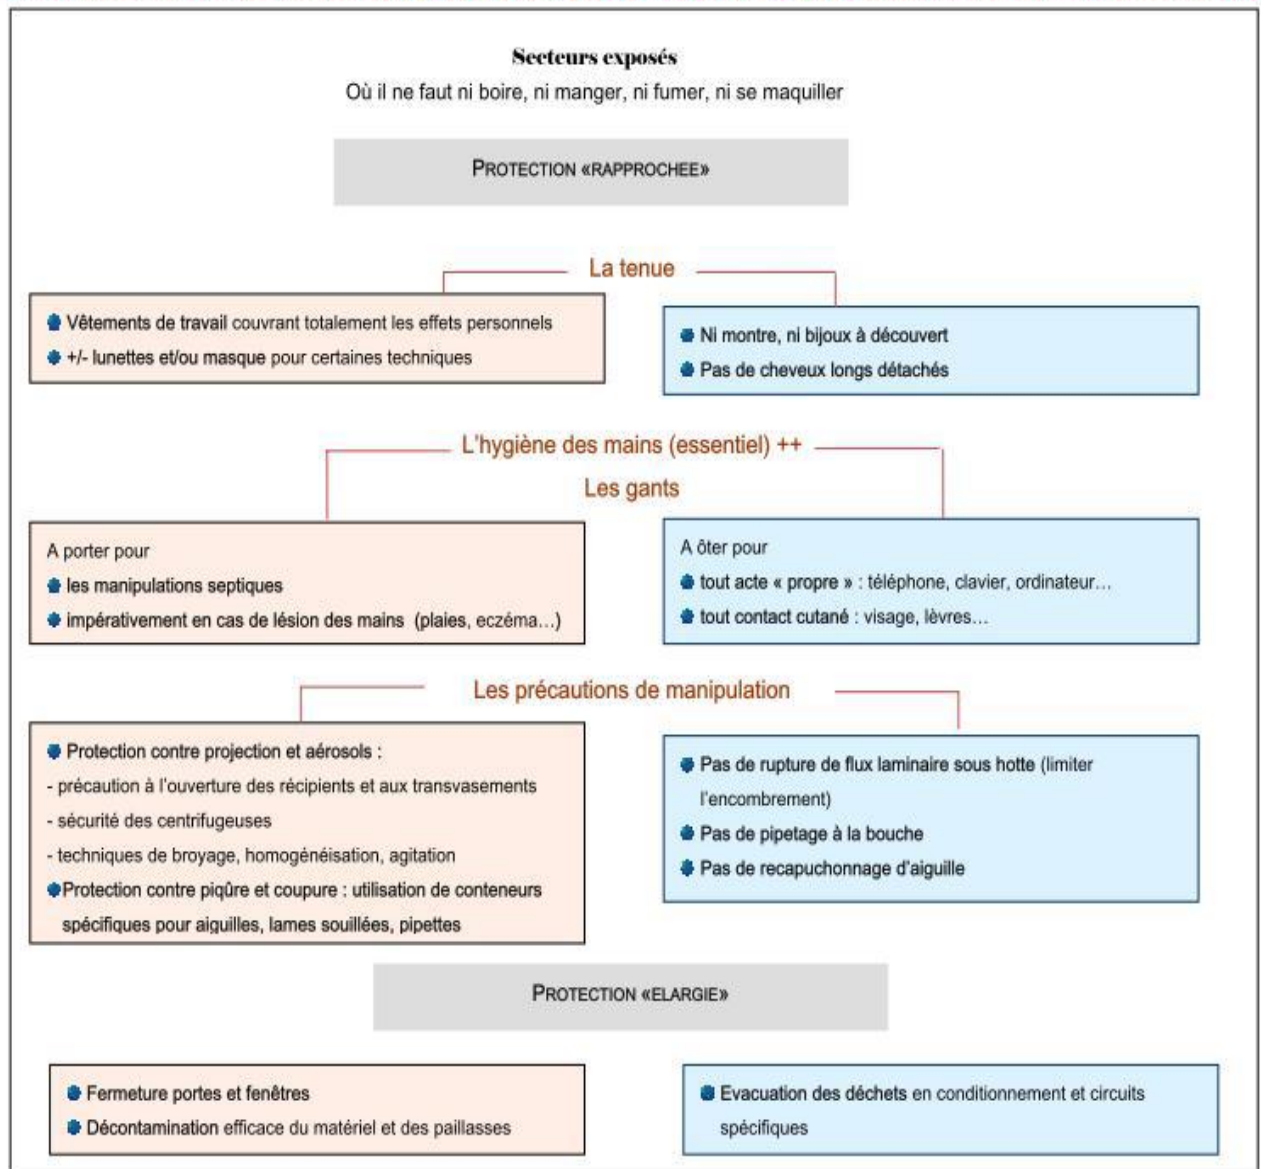 Secteurs exposés
Où il ne faut ni boire, ni manger, ni fumer, ni se maquiller
PROTECTION «RAPPROCHEE»
La tenue
Vêtements de travail couvrant totalement les effets personnels
+/- lunettes et/ou masque pour certaines techniques
Ni montre, ni bijoux à découvert
Pas de cheveux longs détachés
L'hygiène des mains (essentiel) ++
Les gants
A porter pour
les manipulations septiques
impérativement en cas de lésion des mains (plaies, eczéma…)
A ôter pour
tout acte « propre » : téléphone, clavier, ordinateur…
tout contact cutané : visage, lèvres…
Les précautions de manipulation
Protection contre projection et aérosols :
- précaution à l'ouverture des récipients et aux transvasements
- sécurité des centrifugeuses
- techniques de broyage, homogénéisation, agitation
Protection contre piqûre et coupure : utilisation de conteneurs
spécifiques pour aiguilles, lames souillées, pipettes
Pas de rupture de flux laminaire sous hotte (limiter
l'encombrement)
Pas de pipetage à la bouche
Pas de recapuchonnage d'aiguille
PROTECTION «ELARGIE»
Fermeture portes et fenêtres
Décontamination efficace du matériel et des paillasses
Evacuation des déchets en conditionnement et circuits
spécifiques